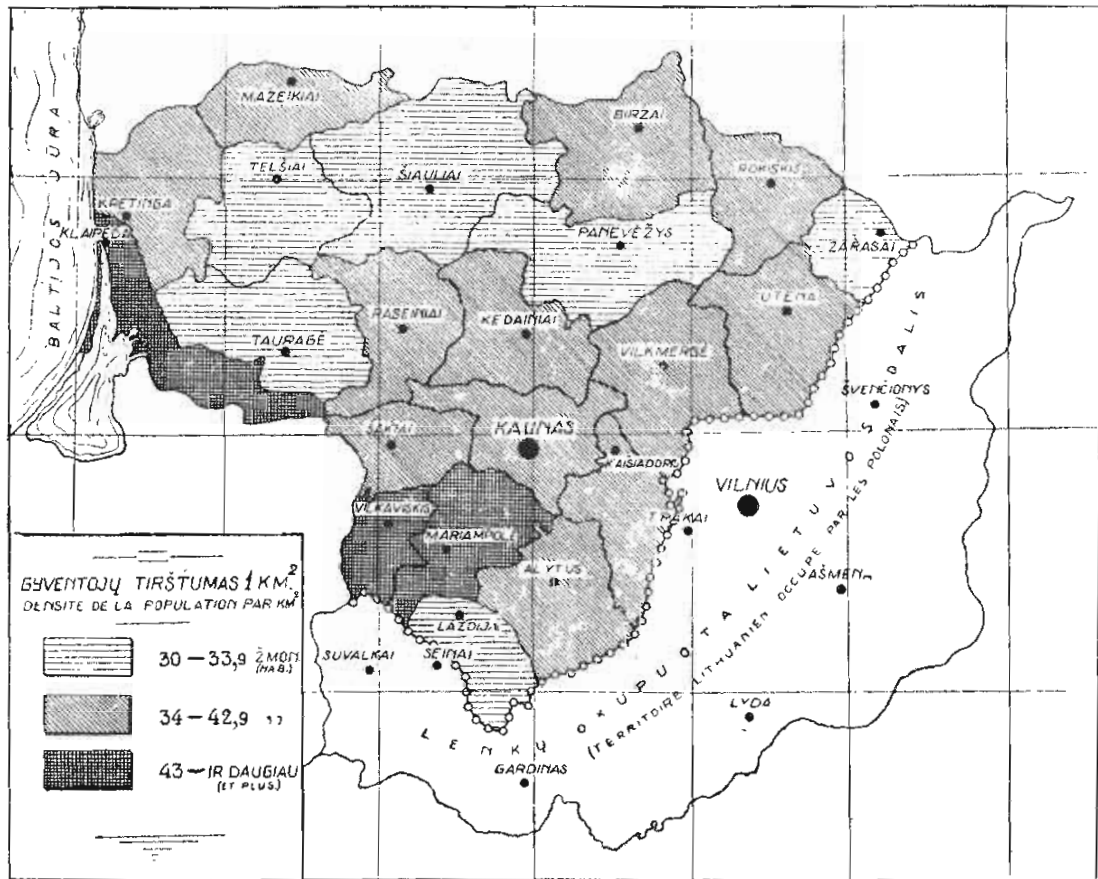 MAŽEIKIAI
BIRŽAI
TELŠIAI
ŠIAULIAI
ROKIŠKIS
KRETINGA
KLAIPĖDA
PANEVĖŽYS
ZARASAI
BALTIJOS JŪRA
UTENA
RASEINIAI
KĖDAINIAI
TAURAGĖ
VILKMERGĖ
ŠVENČIONYS
ŠAKIAI
KAUNAS
KAIŠIADORYS
VILNIUS
VILKAVIŠKIS
TRAKAI
MARIAMPOLĖ
ALYTUS
AŠMENA
LAZDIJAI
SUVALKAI
SEINAI
LYDA
GARDINAS
LENKŲ OKUPUOTA LIETUVOS DALIS
(TERRITOIRE LITHUANIEN OCCUPÉ PAR LES POLONAIS)
GYVENTOJŲ TIRŠTUMAS 1 KM.²
DENSITE DE LA POPULATION PAR KM²
30 — 33,9 ŽMON.
(HAB.)
34 — 42,9 "
43 — IR DAUGIAU
(ET PLUS.)